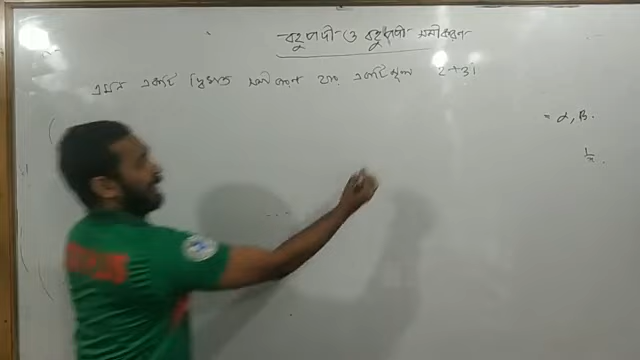 বহুপদী ও বহুপদী সমীকরণ
এমন একটি দ্বিঘাত সমীকরণ যার একটি মূল 2+3i
= α, β.